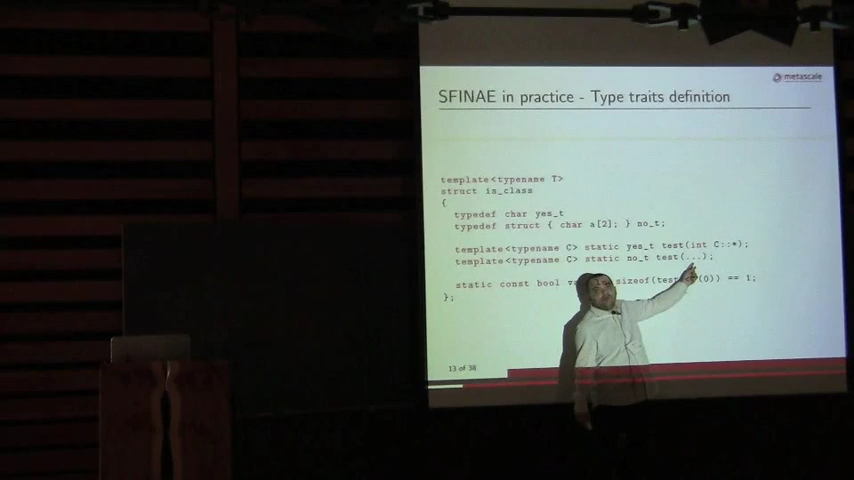 metascale
SFINAE in practice - Type traits definition
template<typename T>
struct is_class
{
typedef char yes_t
typedef struct { char a[2]; } no_t;
template<typename C> static yes_t test(int C::*);
template<typename C> static no_t test(...);
static const bool sizeof(test (0)) == 1;
};
13 of 38